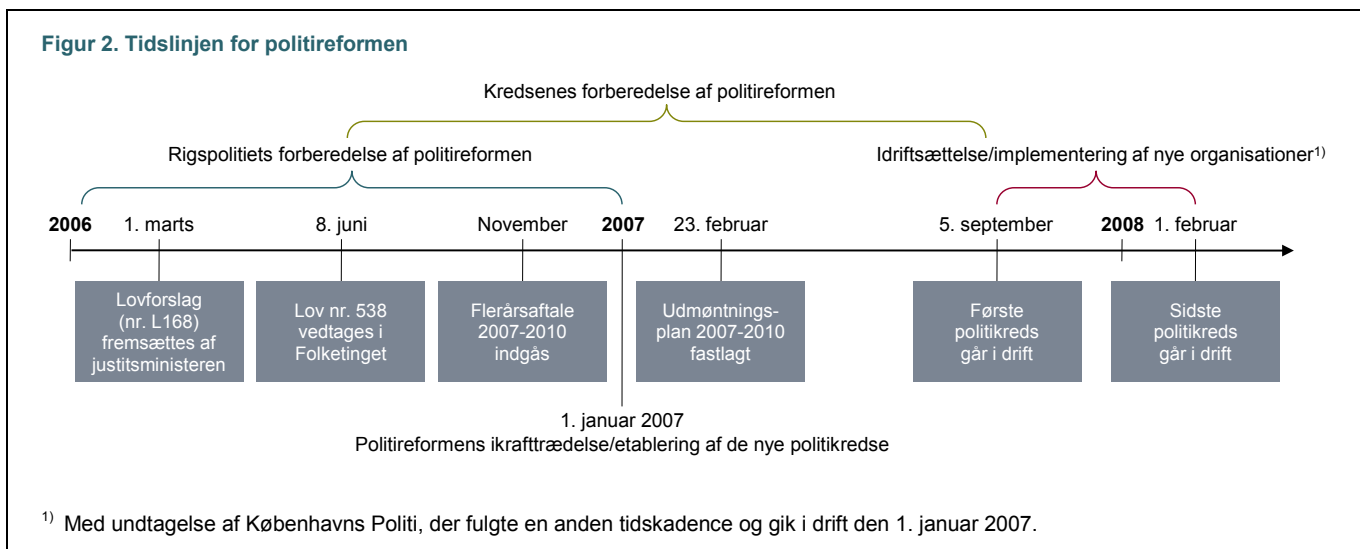 Figur 2. Tidslinjen for politireformen
Kredsenes forberedelse af politireformen
Rigspolitiets forberedelse af politireformen
Idriftsættelse/implementering af nye organisationer1)
2006 1. marts 8. juni November 2007 23. februar 5. september 2008 1. februar
Lovforslag
(nr. L168)
fremsættes af
justitsministeren
Lov nr. 538
vedtages i
Folketinget
Flerårsaftale
2007-2010
indgås
Udmøntnings-
plan 2007-2010
fastlagt
Første
politikreds
går i drift
Sidste
politikreds
går i drift
1. januar 2007
Politireformens ikrafttrædelse/etablering af de nye politikredse
1) Med undtagelse af Københavns Politi, der fulgte en anden tidskadence og gik i drift den 1. januar 2007.